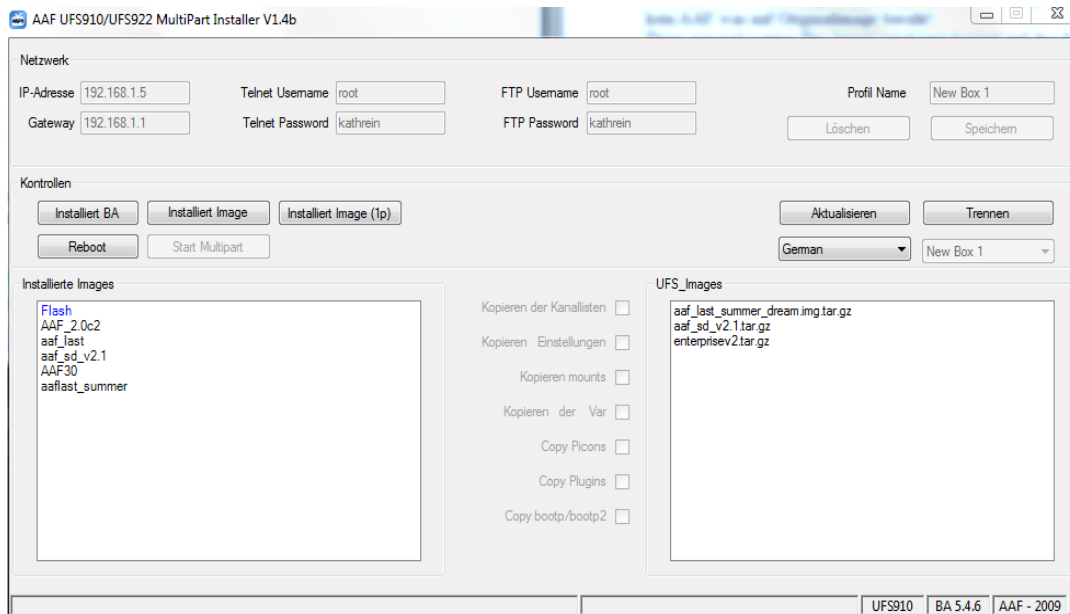 AAF UFS910/UFS922 MultiPart Installer V1.4b
Netzwerk
IP-Adresse 192.168.1.5 Telnet Username root FTP Username root Profil Name New Box 1
Gateway 192.168.1.1 Telnet Password kathrein FTP Password kathrein Löschen Speichern
Kontrollen
Installiert BA Installiert Image Installiert Image (1p) Aktualisieren Trennen
Reboot Start Multipart German New Box 1
Installierte Images
Flash
AAF_2.0c2
aaf_last
aaf_sd_v2.1
AAF30
aaflast_summer
Kopieren der Kanallisten
Kopieren Einstellungen
Kopieren mounts
Kopieren der Var
Copy Picons
Copy Plugins
Copy bootp/bootp2
UFS_Images
aaf_last_summer_dream.img.tar.gz
aaf_sd_v2.1.tar.gz
enterprisev2.tar.gz
UFS910 BA 5.4.6 AAF - 2009